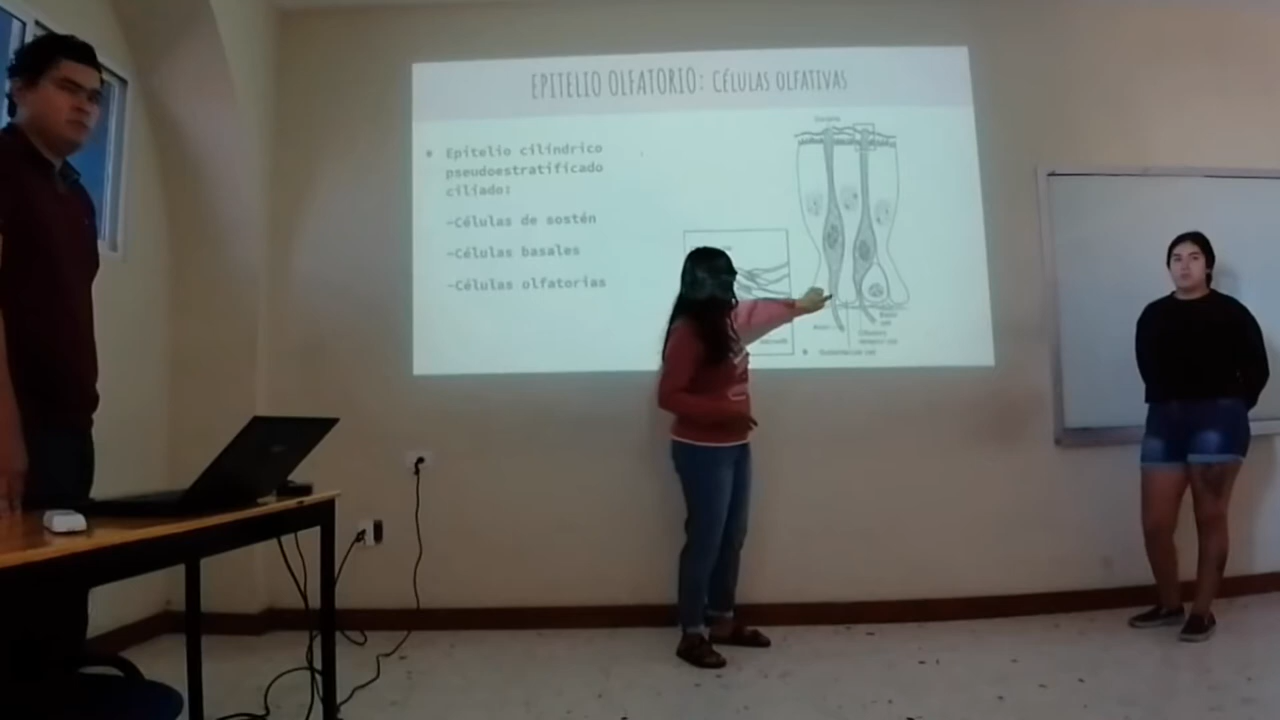 EPITELIO OLFATORIO: CÉLULAS OLFATIVAS
* Epitelio cilíndrico
pseudoestratificado
ciliado:
-Células de sostén
-Células basales
-Células olfatorias